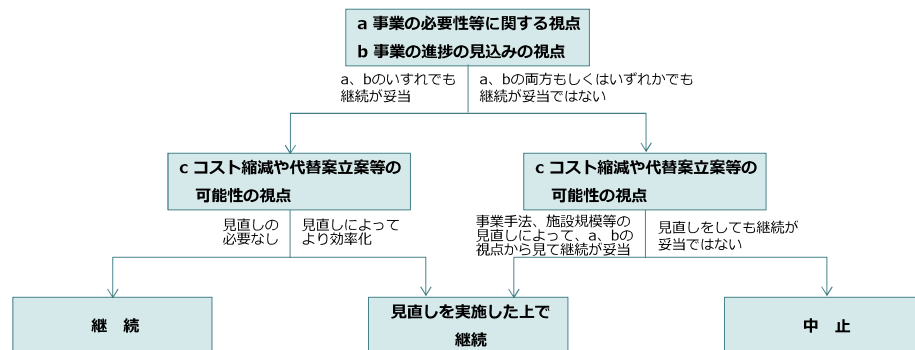 a 事業の必要性等に関する視点
b 事業の進捗の見込みの視点
a、bのいすれでも
継続が妥当
a、bの両方もしくはいずれかでも
継続が妥当ではない
c コスト縮減や代替案立案等の
可能性の視点
c コスト縮減や代替案立案等の
可能性の視点
見直しの
必要なし
見直しによって
より効率化
事業手法、施設規模等の
見直しによって、a、bの
視点から見て継続が妥当
見直しをしても継続が
妥当ではない
継　続
見直しを実施した上で
継続
中　止